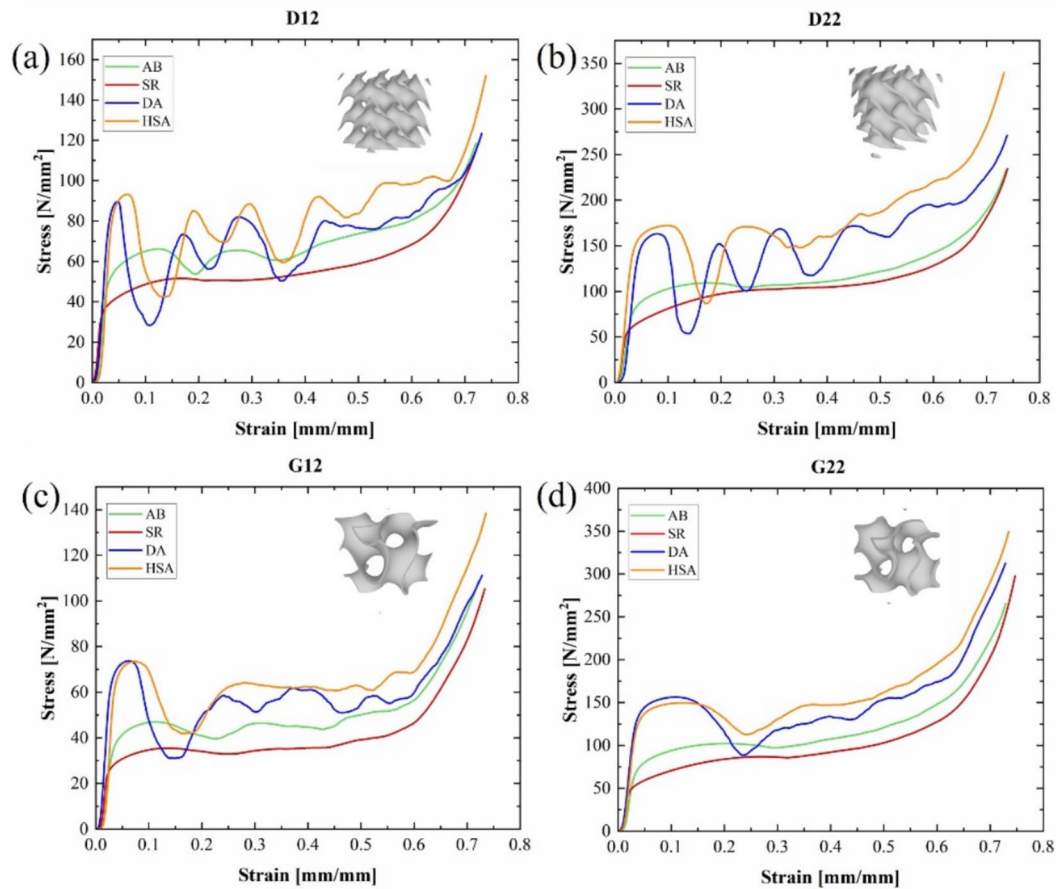 D12
(a)
AB
SR
DA
HSA
Stress [N/mm²]
160
140
120
100
80
60
40
20
0
0.0 0.1 0.2 0.3 0.4 0.5 0.6 0.7 0.8
Strain [mm/mm]
D22
(b)
AB
SR
DA
HSA
Stress [N/mm²]
350
300
250
200
150
100
50
0
0.0 0.1 0.2 0.3 0.4 0.5 0.6 0.7 0.8
Strain [mm/mm]
G12
(c)
AB
SR
DA
HSA
Stress [N/mm²]
140
120
100
80
60
40
20
0
0.0 0.1 0.2 0.3 0.4 0.5 0.6 0.7 0.8
Strain [mm/mm]
G22
(d)
AB
SR
DA
HSA
Stress [N/mm²]
400
350
300
250
200
150
100
50
0
0.0 0.1 0.2 0.3 0.4 0.5 0.6 0.7 0.8
Strain [mm/mm]